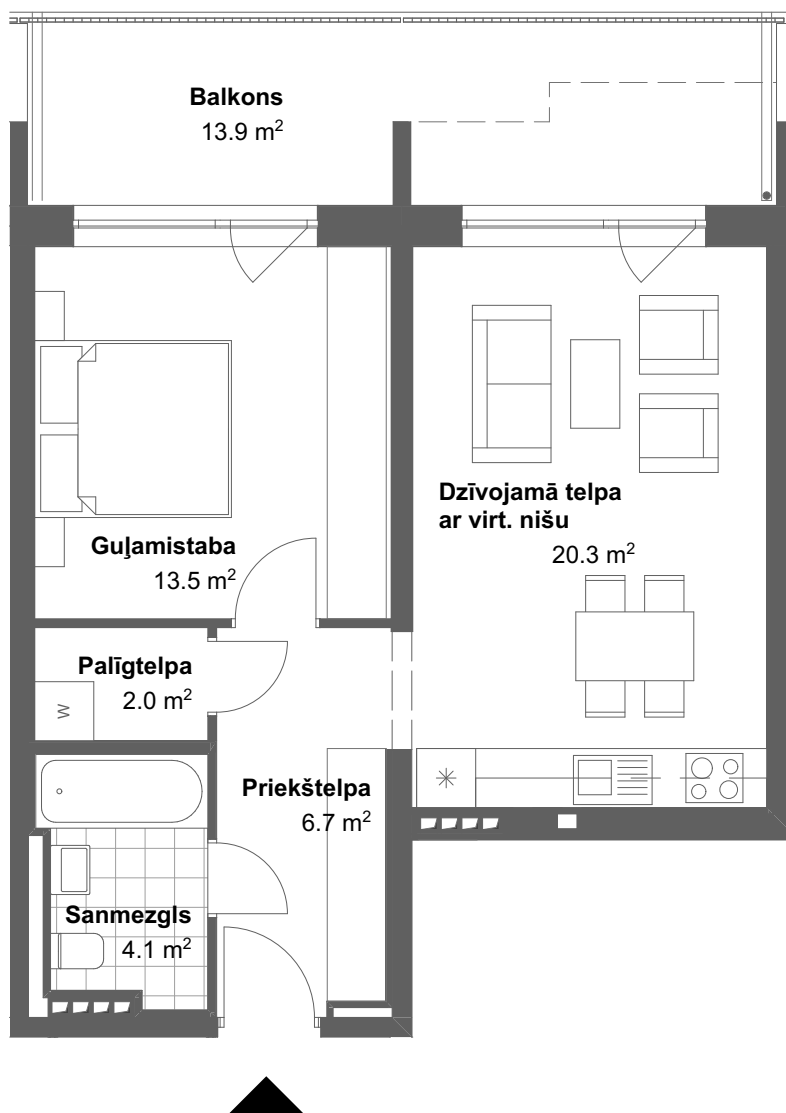 Balkons
13.9 m²
Dzīvojamā telpa
ar virt. nišu
20.3 m²
Guļamistaba
13.5 m²
Palīgtelpa
2.0 m²
W
Priekštelpa
6.7 m²
Sanmezgls
4.1 m²